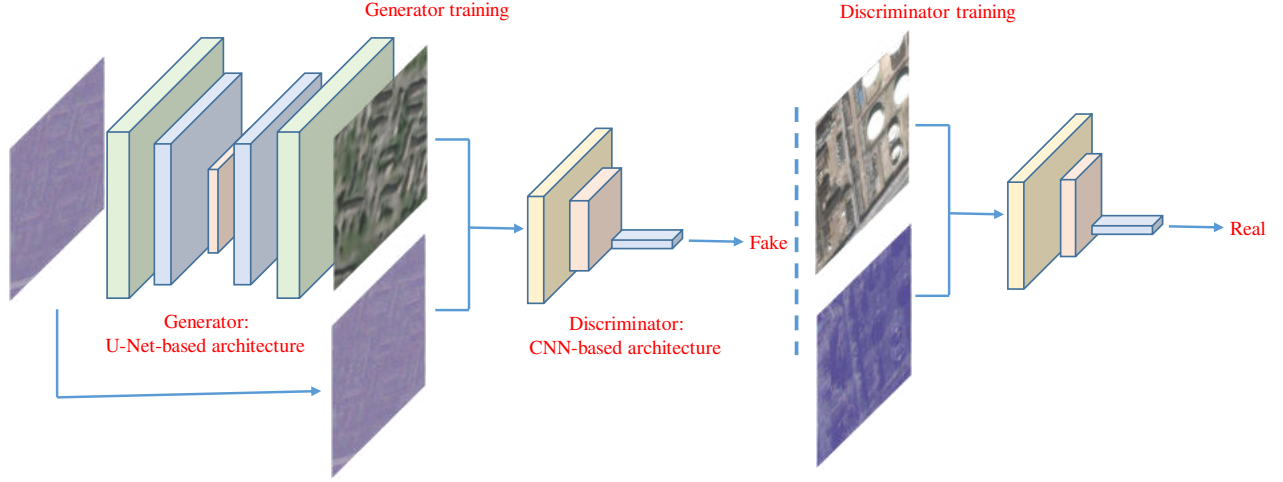 Generator training
Discriminator training
Fake
Real
Generator:
U-Net-based architecture
Discriminator:
CNN-based architecture